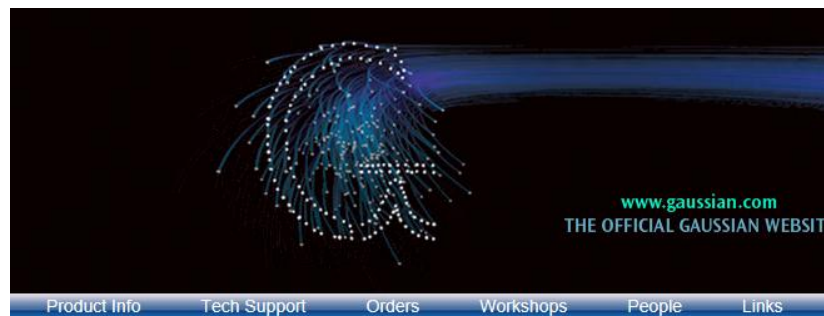 www.gaussian.com
THE OFFICIAL GAUSSIAN WEBSIT
Product Info Tech Support Orders Workshops People Links